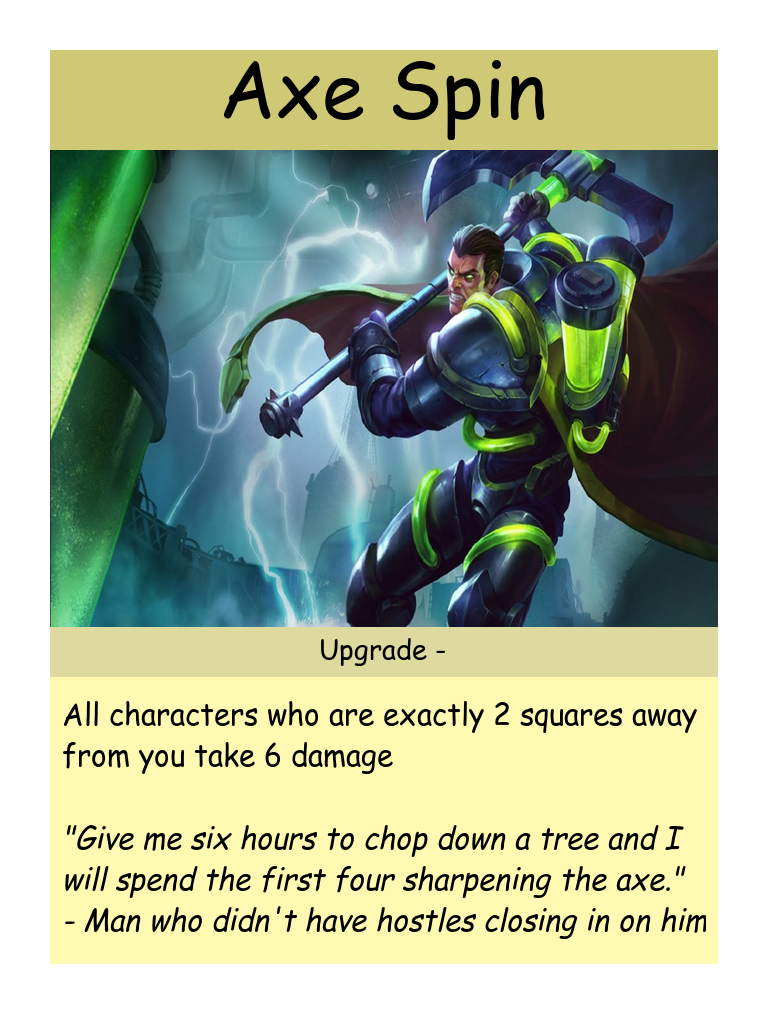 Axe Spin
Upgrade -
All characters who are exactly 2 squares away
from you take 6 damage
"Give me six hours to chop down a tree and I
will spend the first four sharpening the axe."
- Man who didn't have hostles closing in on him